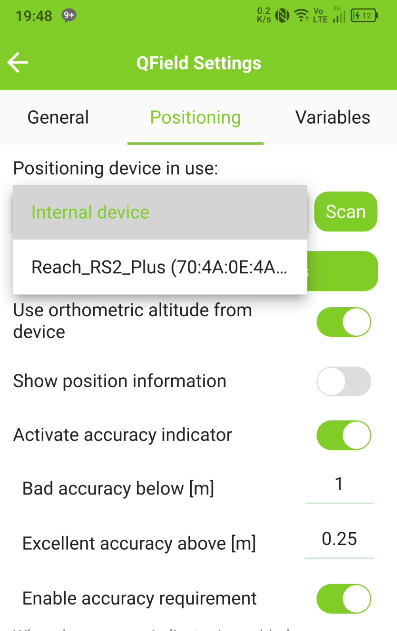 19:48 9+ 0.2 K/s Vo LTE 4G 12
QField Settings
General Positioning Variables
Positioning device in use:
Internal device
Scan
Reach_RS2_Plus (70:4A:0E:4A...
Use orthometric altitude from
device
Show position information
Activate accuracy indicator
Bad accuracy below [m] 1
Excellent accuracy above [m] 0.25
Enable accuracy requirement